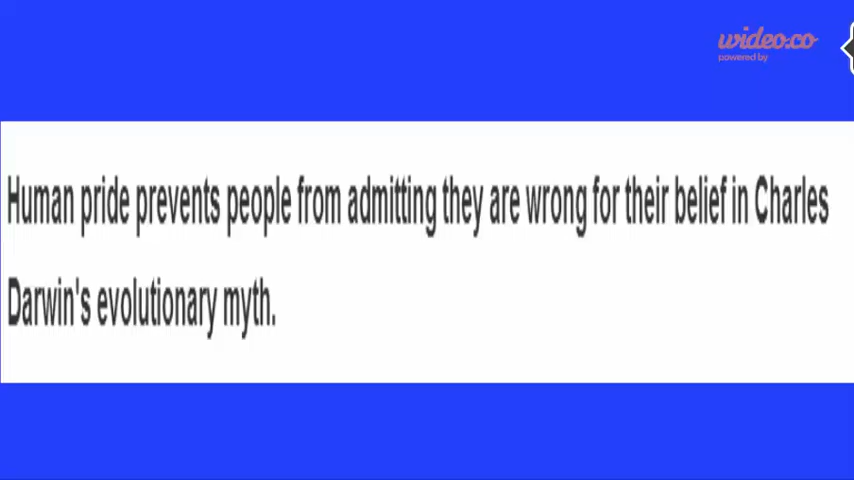 wideo.co
powered by
Human pride prevents people from admitting they are wrong for their belief in Charles
Darwin's evolutionary myth.